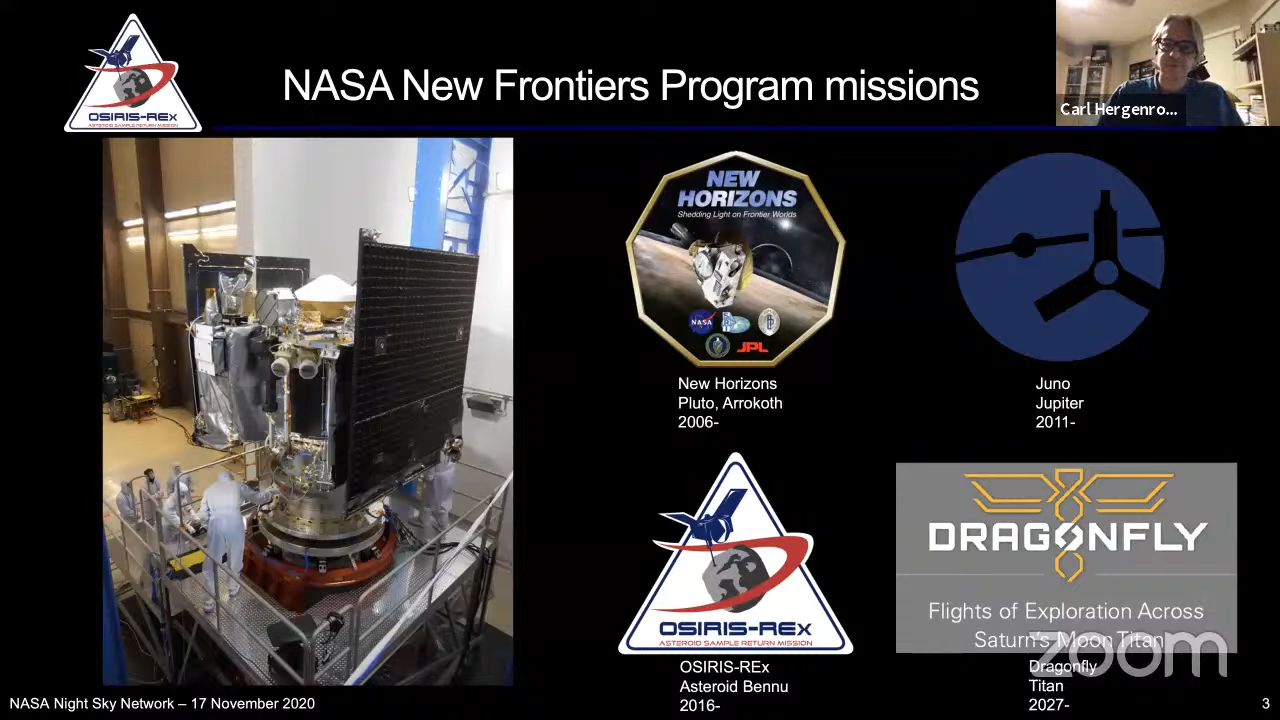 OSIRIS-REx
ASTEROID SAMPLE RETURN MISSION
NASA New Frontiers Program missions
Carl Hergenro...
NEW
HORIZONS
Shedding Light on Frontier Worlds
NASA
JPL
New Horizons
Pluto, Arrokoth
2006-
Juno
Jupiter
2011-
OSIRIS-REx
ASTEROID SAMPLE RETURN MISSION
OSIRIS-REx
Asteroid Bennu
2016-
DRAGONFLY
Flights of Exploration Across
Saturn's Moon Titan
zoom
Dragonfly
Titan
2027-
NASA Night Sky Network – 17 November 2020
3